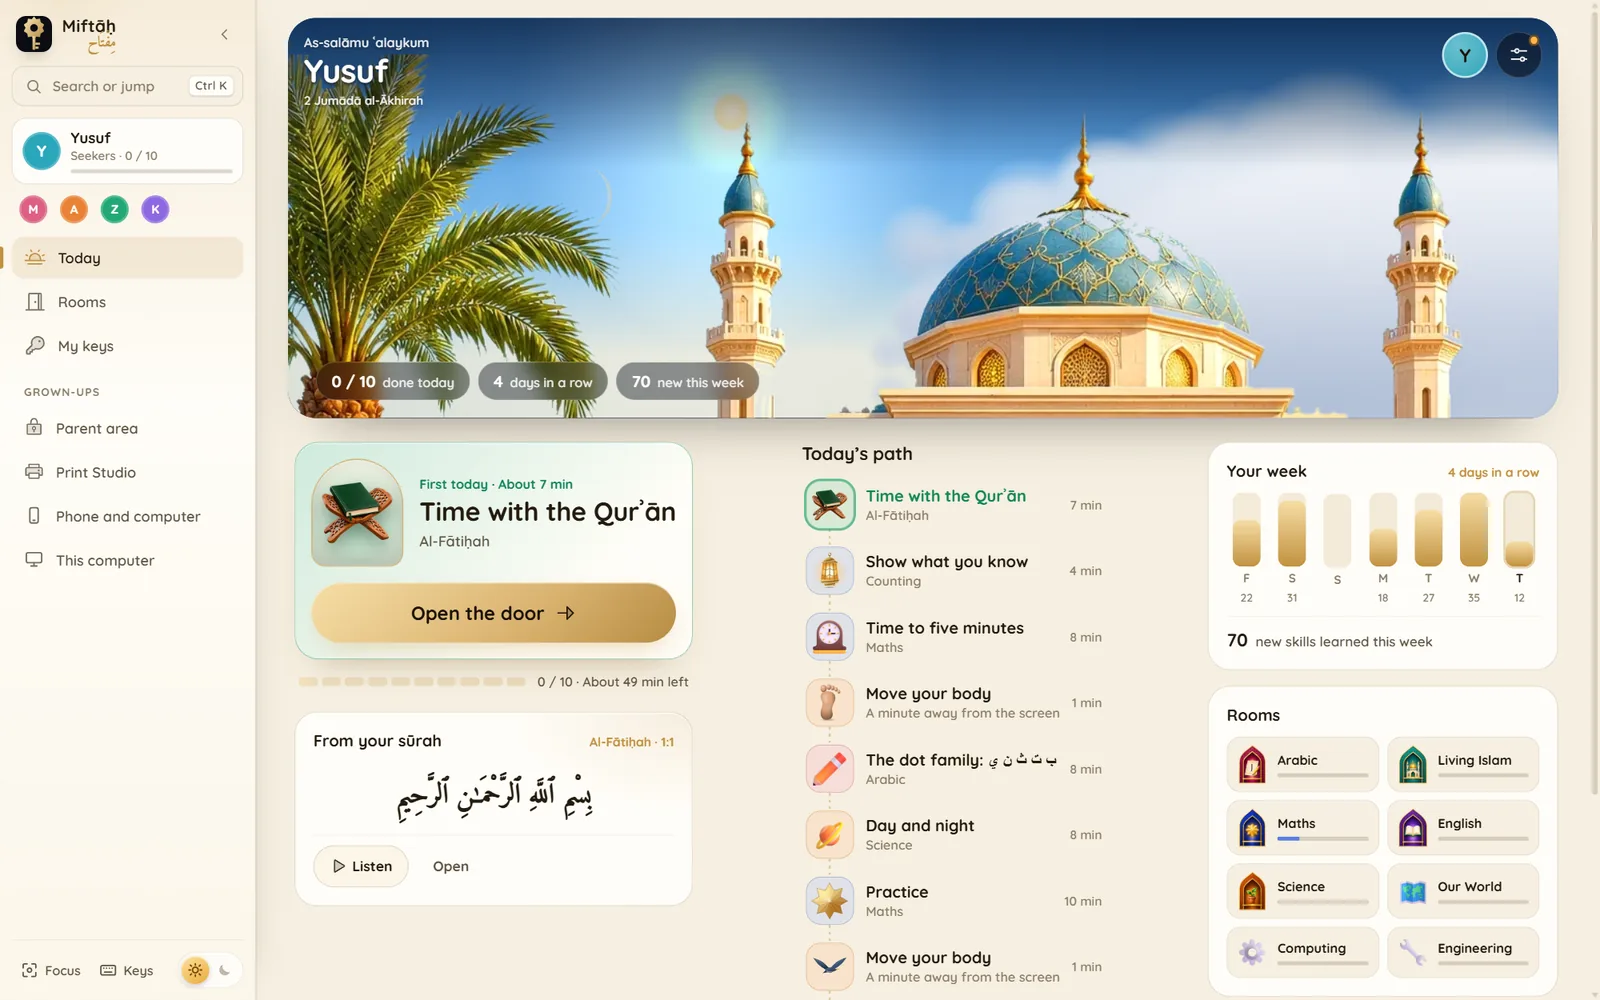 Miftāḥ
مِفتاح
Search or jump
Ctrl K
Y
Yusuf
Seekers · 0 / 10
M
A
Z
K
Today
Rooms
My keys
GROWN-UPS
Parent area
Print Studio
Phone and computer
This computer
Focus
Keys
As-salāmu ʿalaykum
Yusuf
2 Jumādā al-Ākhirah
Y
0 / 10 done today
4 days in a row
70 new this week
First today · About 7 min
Time with the Qurʾān
Al-Fātiḥah
Open the door
0 / 10 · About 49 min left
From your sūrah
Al-Fātiḥah · 1:1
بِسْمِ ٱللَّهِ ٱلرَّحْمَـٰنِ ٱلرَّحِيمِ
Listen
Open
Today’s path
Time with the Qurʾān
Al-Fātiḥah
7 min
Show what you know
Counting
4 min
Time to five minutes
Maths
8 min
Move your body
A minute away from the screen
1 min
The dot family: ب ت ث ن ي
Arabic
8 min
Day and night
Science
8 min
Practice
Maths
10 min
Move your body
A minute away from the screen
1 min
Your week
4 days in a row
F S S M T W T
22 31 18 27 35 12
70 new skills learned this week
Rooms
Arabic
Living Islam
Maths
English
Science
Our World
Computing
Engineering